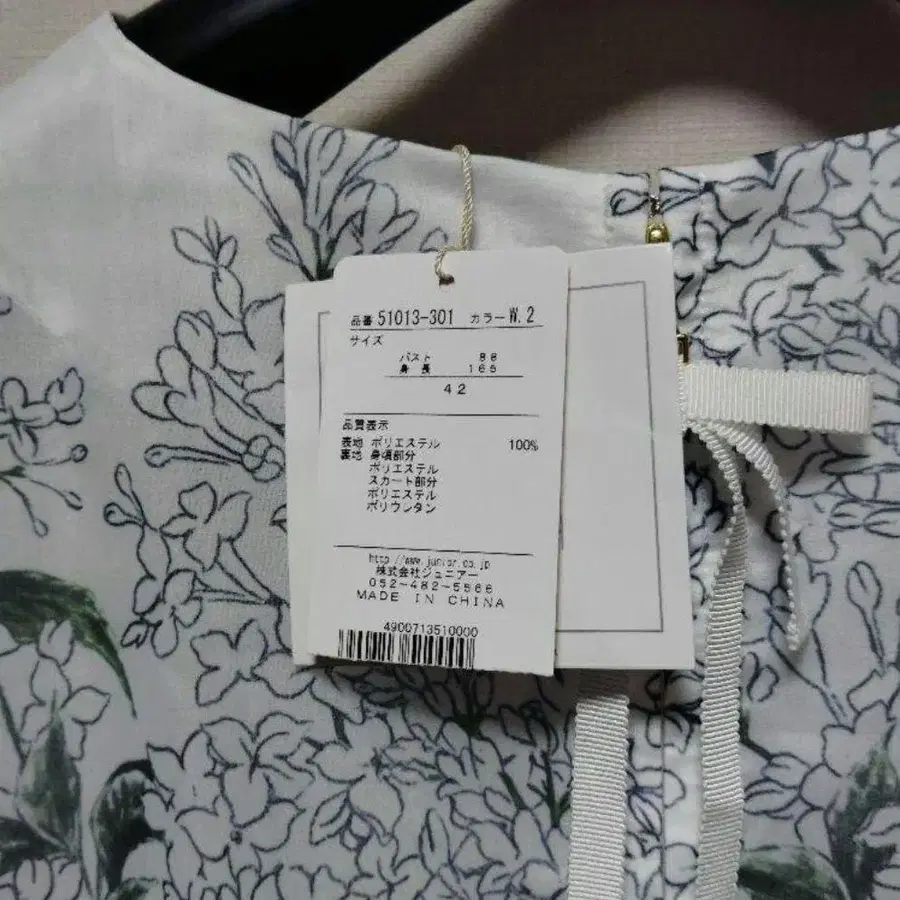 品番 51013-301 カラー W.2
サイズ
バスト 88
身長 166
42
品質表示
表地 ポリエステル 100%
裏地 身頃部分
ポリエステル
スカート部分
ポリエステル
ポリウレタン
http://www.junior.co.jp
株式会社ジュニアー
052-482-5566
MADE IN CHINA
4900713510000